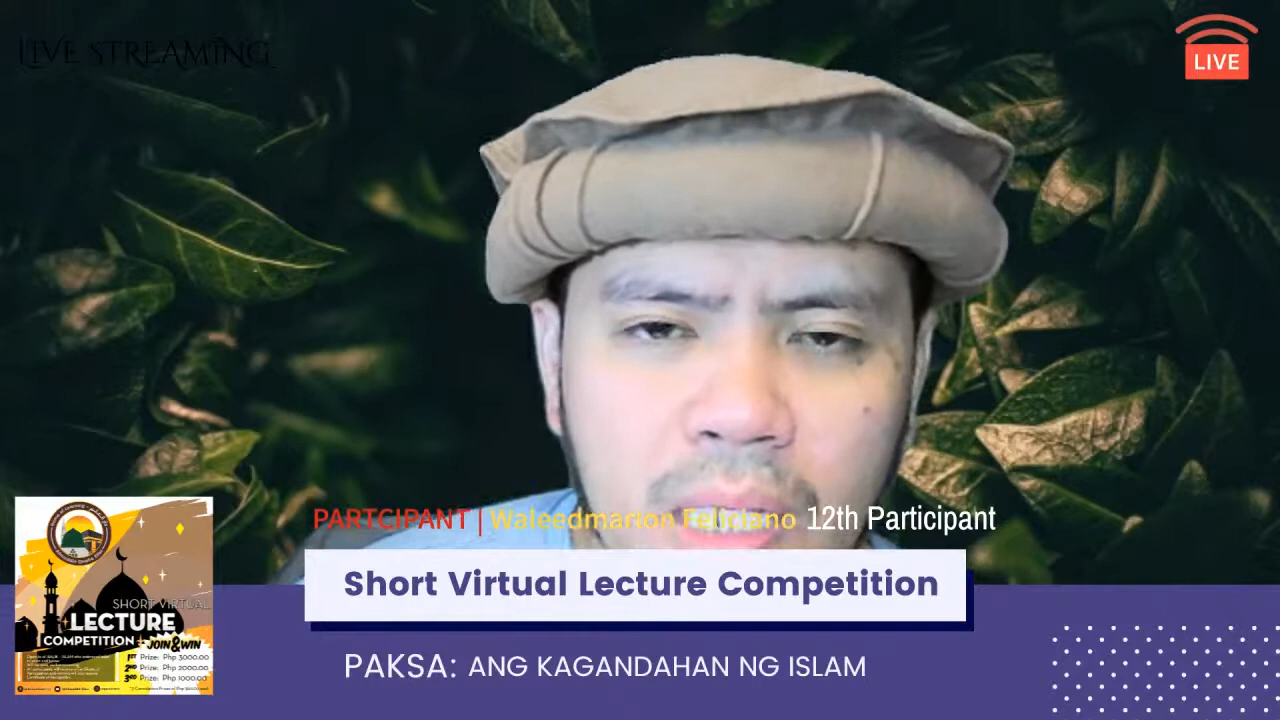 LIVE STREAMING
LIVE
PARTCIPANT | Waleedmarion Feliciano 12th Participant
Short Virtual Lecture Competition
PAKSA: ANG KAGANDAHAN NG ISLAM
SHORT VIRTUAL
LECTURE
COMPETITION JOIN & WIN
1ST Prize: Php 3000.00
2ND Prize: Php 2000.00
3RD Prize: Php 1000.00